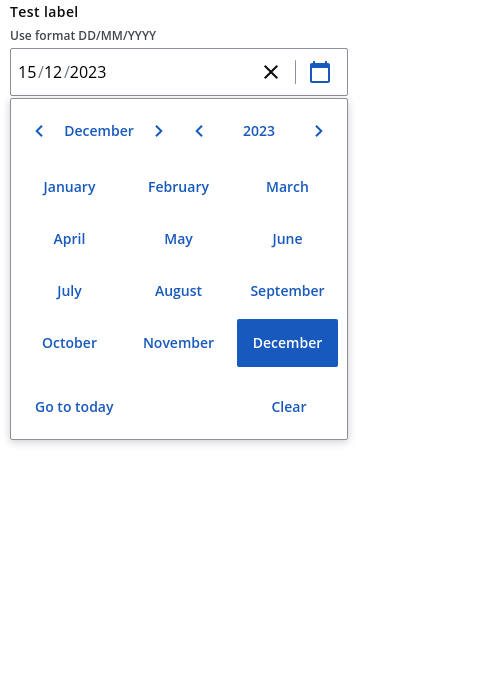 Test label
Use format DD/MM/YYYY
15/12/2023
December 2023
January February March
April May June
July August September
October November December
Go to today Clear